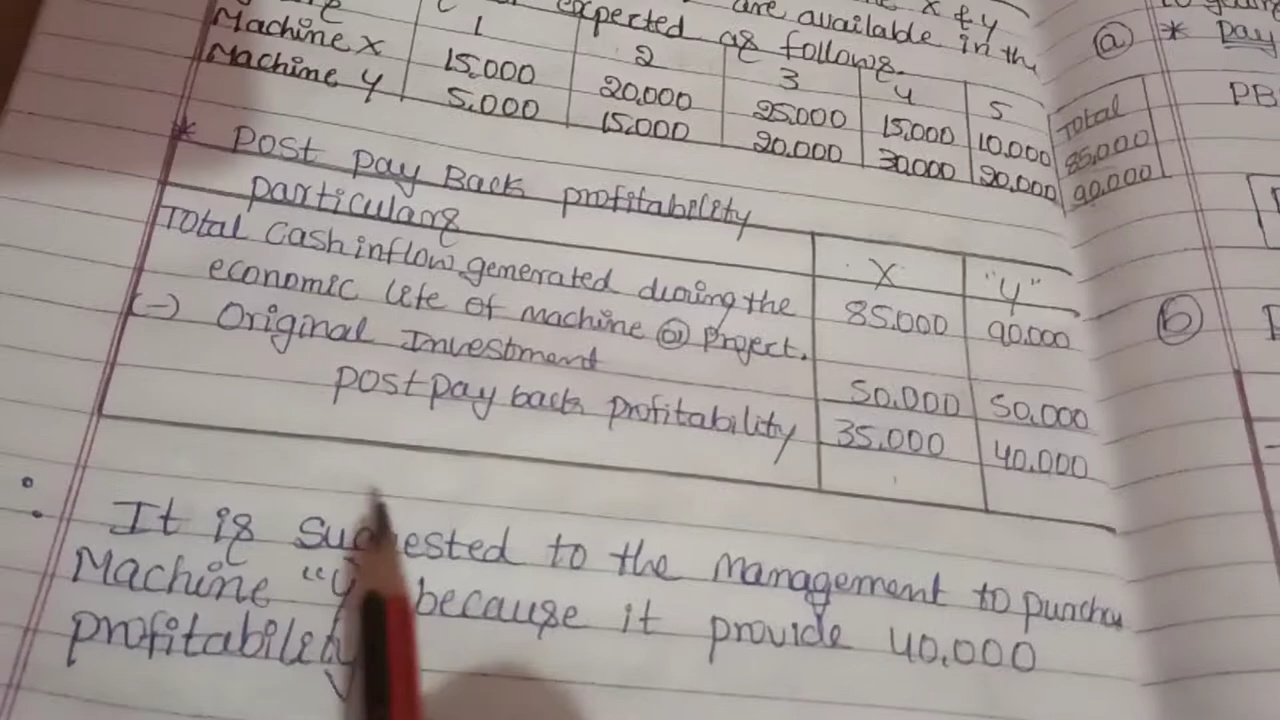 x & y
are available in the
expected as follows.
1 2 3 4 5 Total
Machine x 15.000 20.000 25.000 15.000 10.000 85.000
Machine y 5.000 15.000 20.000 30.000 20.000 90.000
* Post Pay Back profitability
particulars X "y"
Total cash inflow generated during the
economic life of machine @ Project. 85.000 90.000
(-) Original Investment 50.000 50.000
post pay back profitability 35.000 40.000
It is suggested to the management to purchase
Machine "y" because it provide 40.000
profitability
(a) * Pay
PB
(b)